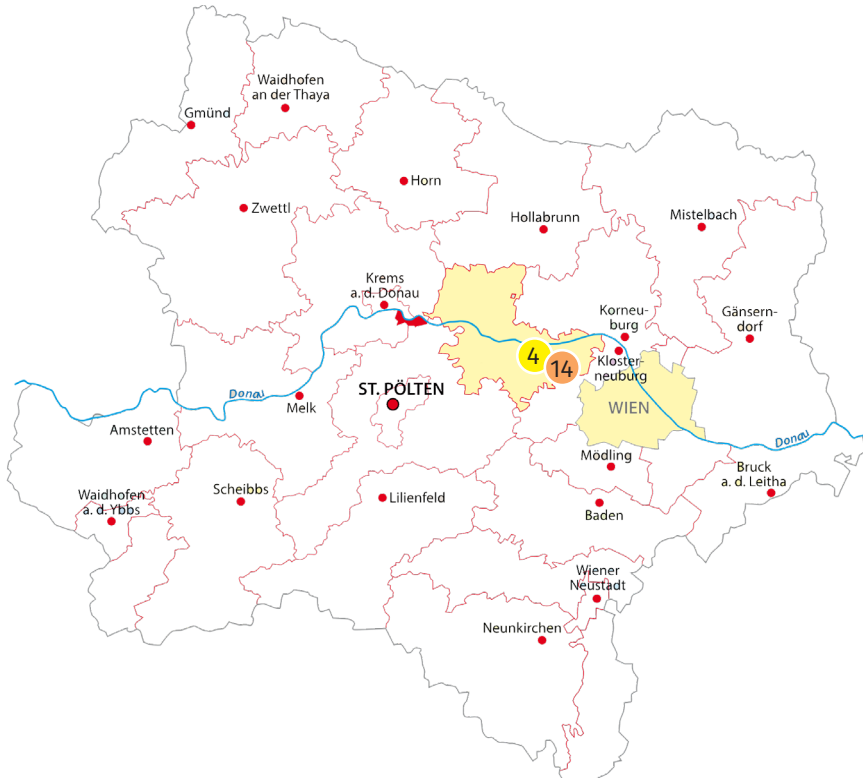 Waidhofen
an der Thaya
Gmünd
Horn
Zwettl
Hollabrunn
Mistelbach
Krems
a. d. Donau
Korneu-
burg
Gänsern-
dorf
4
14
Kloster-
neuburg
ST. PÖLTEN
Donau
Melk
WIEN
Amstetten
Donau
Mödling
Bruck
a. d. Leitha
Waidhofen
a. d. Ybbs
Scheibbs
Lilienfeld
Baden
Wiener
Neustadt
Neunkirchen